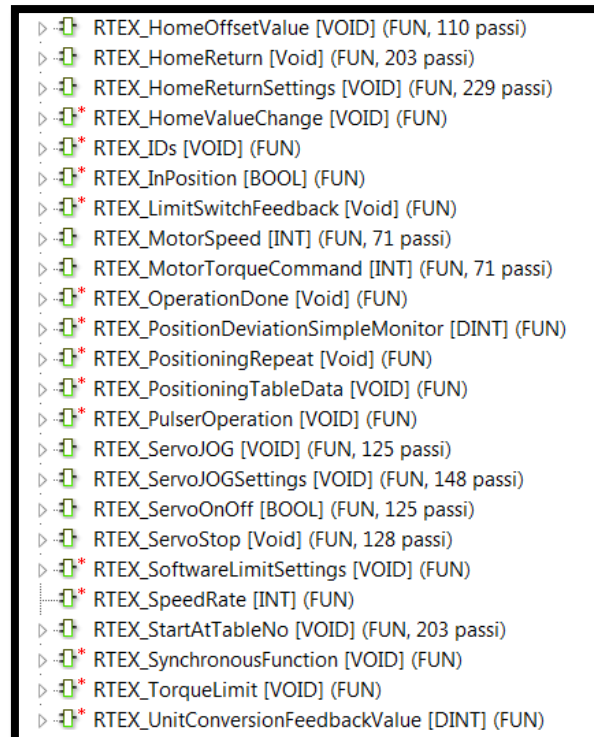 RTEX_HomeOffsetValue [VOID] (FUN, 110 passi)
RTEX_HomeReturn [Void] (FUN, 203 passi)
RTEX_HomeReturnSettings [VOID] (FUN, 229 passi)
* RTEX_HomeValueChange [VOID] (FUN)
* RTEX_IDs [VOID] (FUN)
* RTEX_InPosition [BOOL] (FUN)
* RTEX_LimitSwitchFeedback [Void] (FUN)
RTEX_MotorSpeed [INT] (FUN, 71 passi)
RTEX_MotorTorqueCommand [INT] (FUN, 71 passi)
* RTEX_OperationDone [Void] (FUN)
* RTEX_PositionDeviationSimpleMonitor [DINT] (FUN)
* RTEX_PositioningRepeat [Void] (FUN)
* RTEX_PositioningTableData [VOID] (FUN)
* RTEX_PulserOperation [VOID] (FUN)
RTEX_ServoJOG [VOID] (FUN, 125 passi)
RTEX_ServoJOGSettings [VOID] (FUN, 148 passi)
RTEX_ServoOnOff [BOOL] (FUN, 125 passi)
RTEX_ServoStop [Void] (FUN, 128 passi)
* RTEX_SoftwareLimitSettings [VOID] (FUN)
* RTEX_SpeedRate [INT] (FUN)
RTEX_StartAtTableNo [VOID] (FUN, 203 passi)
* RTEX_SynchronousFunction [VOID] (FUN)
* RTEX_TorqueLimit [VOID] (FUN)
* RTEX_UnitConversionFeedbackValue [DINT] (FUN)